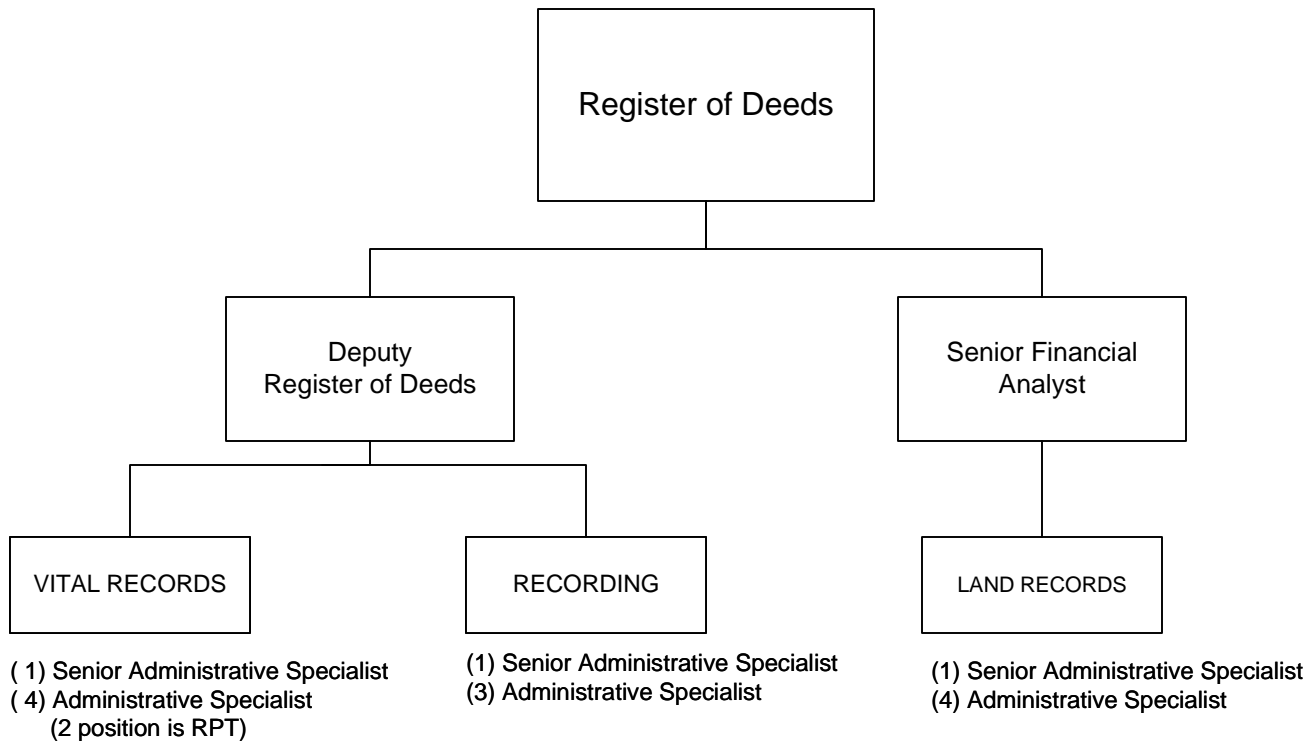 Register of Deeds
Deputy
Register of Deeds
Senior Financial
Analyst
VITAL RECORDS
RECORDING
LAND RECORDS
( 1) Senior Administrative Specialist
( 4) Administrative Specialist
(2 position is RPT)
(1) Senior Administrative Specialist
(3) Administrative Specialist
(1) Senior Administrative Specialist
(4) Administrative Specialist